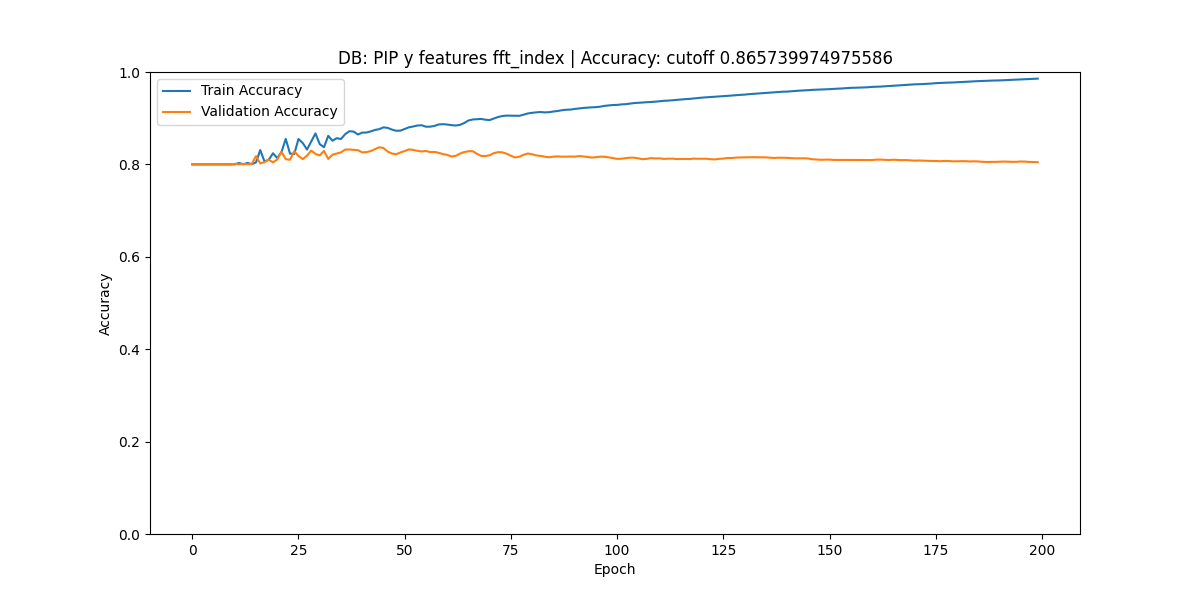 DB: PIP y features fft_index | Accuracy: cutoff 0.865739974975586
Train Accuracy
Validation Accuracy
1.0
0.8
0.6
0.4
0.2
0.0
Accuracy
0 25 50 75 100 125 150 175 200
Epoch